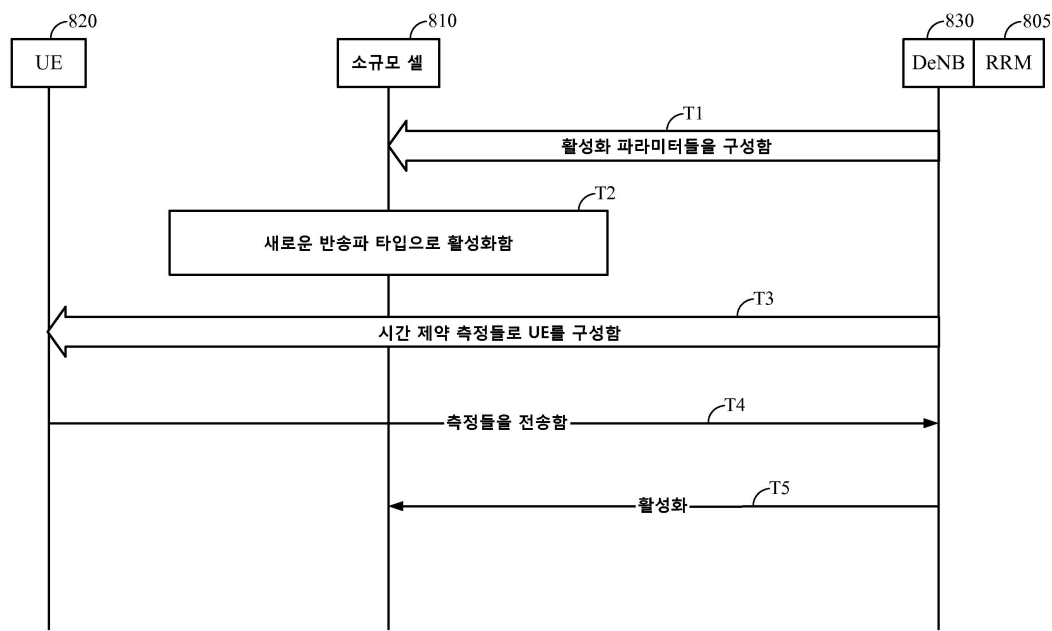 820
810
830
805
UE
소규모 셀
DeNB
RRM
T1
활성화 파라미터들을 구성함
T2
새로운 반송파 타입으로 활성화함
T3
시간 제약 측정들로 UE를 구성함
T4
측정들을 전송함
T5
활성화